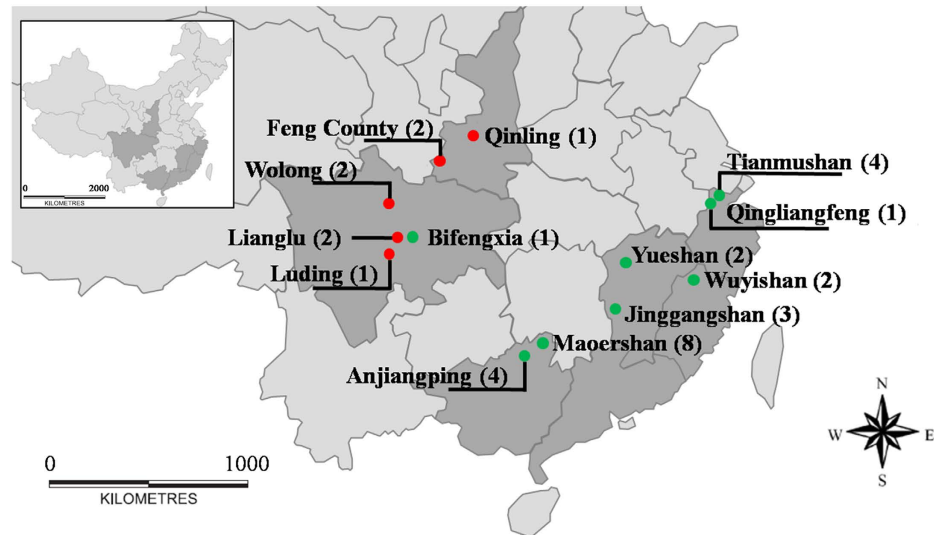 Feng County (2)
Qinling (1)
Wolong (2)
Tianmushan (4)
0 2000
KILOMETRES
Qingliangfeng (1)
Lianglu (2)
Bifengxia (1)
Yueshan (2)
Luding (1)
Wuyishan (2)
Jinggangshan (3)
Maoershan (8)
Anjiangping (4)
N
W E
S
0 1000
KILOMETRES